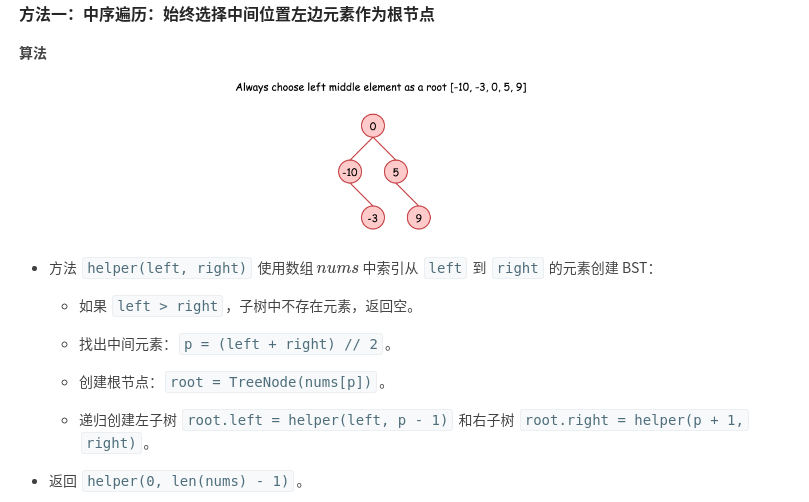 方法一：中序遍历：始终选择中间位置左边元素作为根节点
算法
Always choose left middle element as a root [-10, -3, 0, 5, 9]
0
-10
5
-3
9
方法 helper(left, right) 使用数组 nums 中索引从 left 到 right 的元素创建 BST：
如果 left > right，子树中不存在元素，返回空。
找出中间元素： p = (left + right) // 2。
创建根节点： root = TreeNode(nums[p])。
递归创建左子树 root.left = helper(left, p - 1) 和右子树 root.right = helper(p + 1,
right)。
返回 helper(0, len(nums) - 1)。